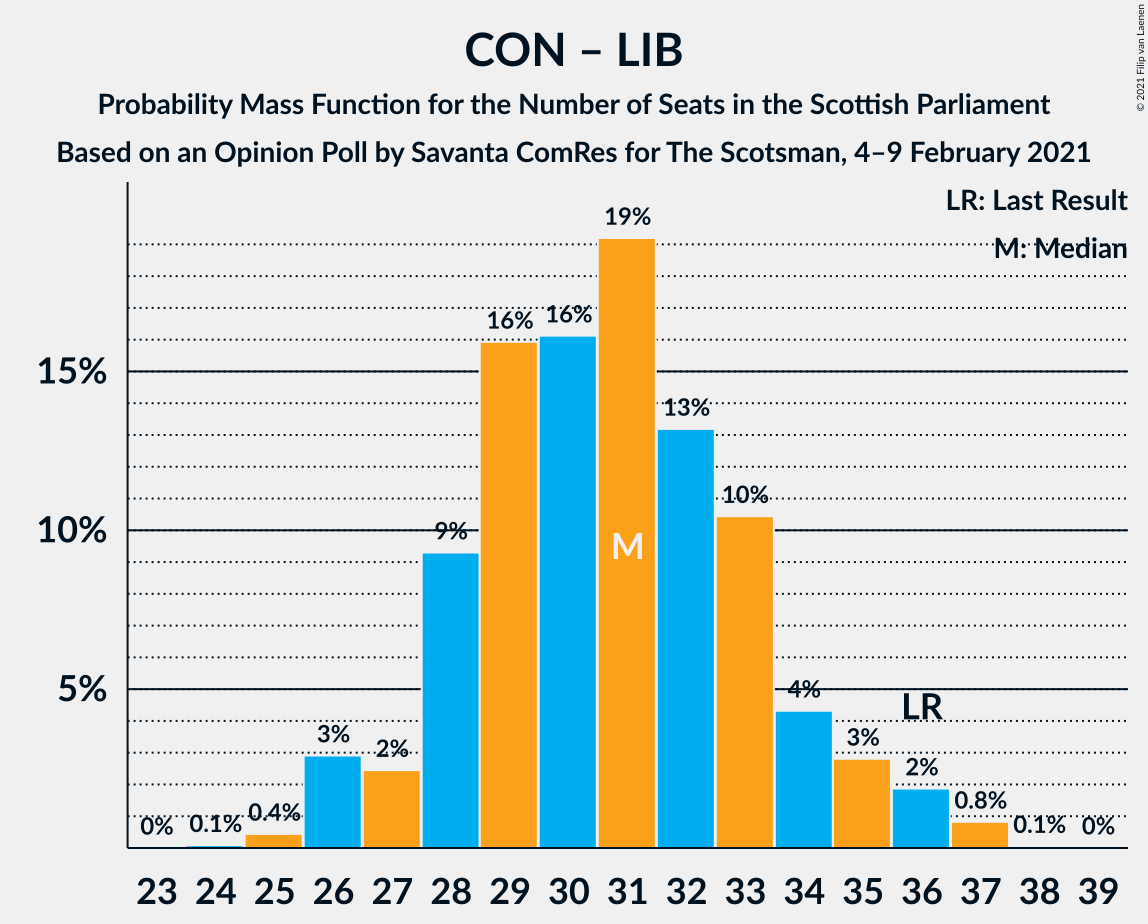 CON – LIB
Probability Mass Function for the Number of Seats in the Scottish Parliament
Based on an Opinion Poll by Savanta ComRes for The Scotsman, 4–9 February 2021
© 2021 Filip van Laenen
LR: Last Result
M: Median
15%
10%
5%
0%
0.1%
0.4%
3%
2%
9%
16%
16%
19%
13%
10%
4%
3%
2%
0.8%
0.1%
0%
M
LR
23 24 25 26 27 28 29 30 31 32 33 34 35 36 37 38 39